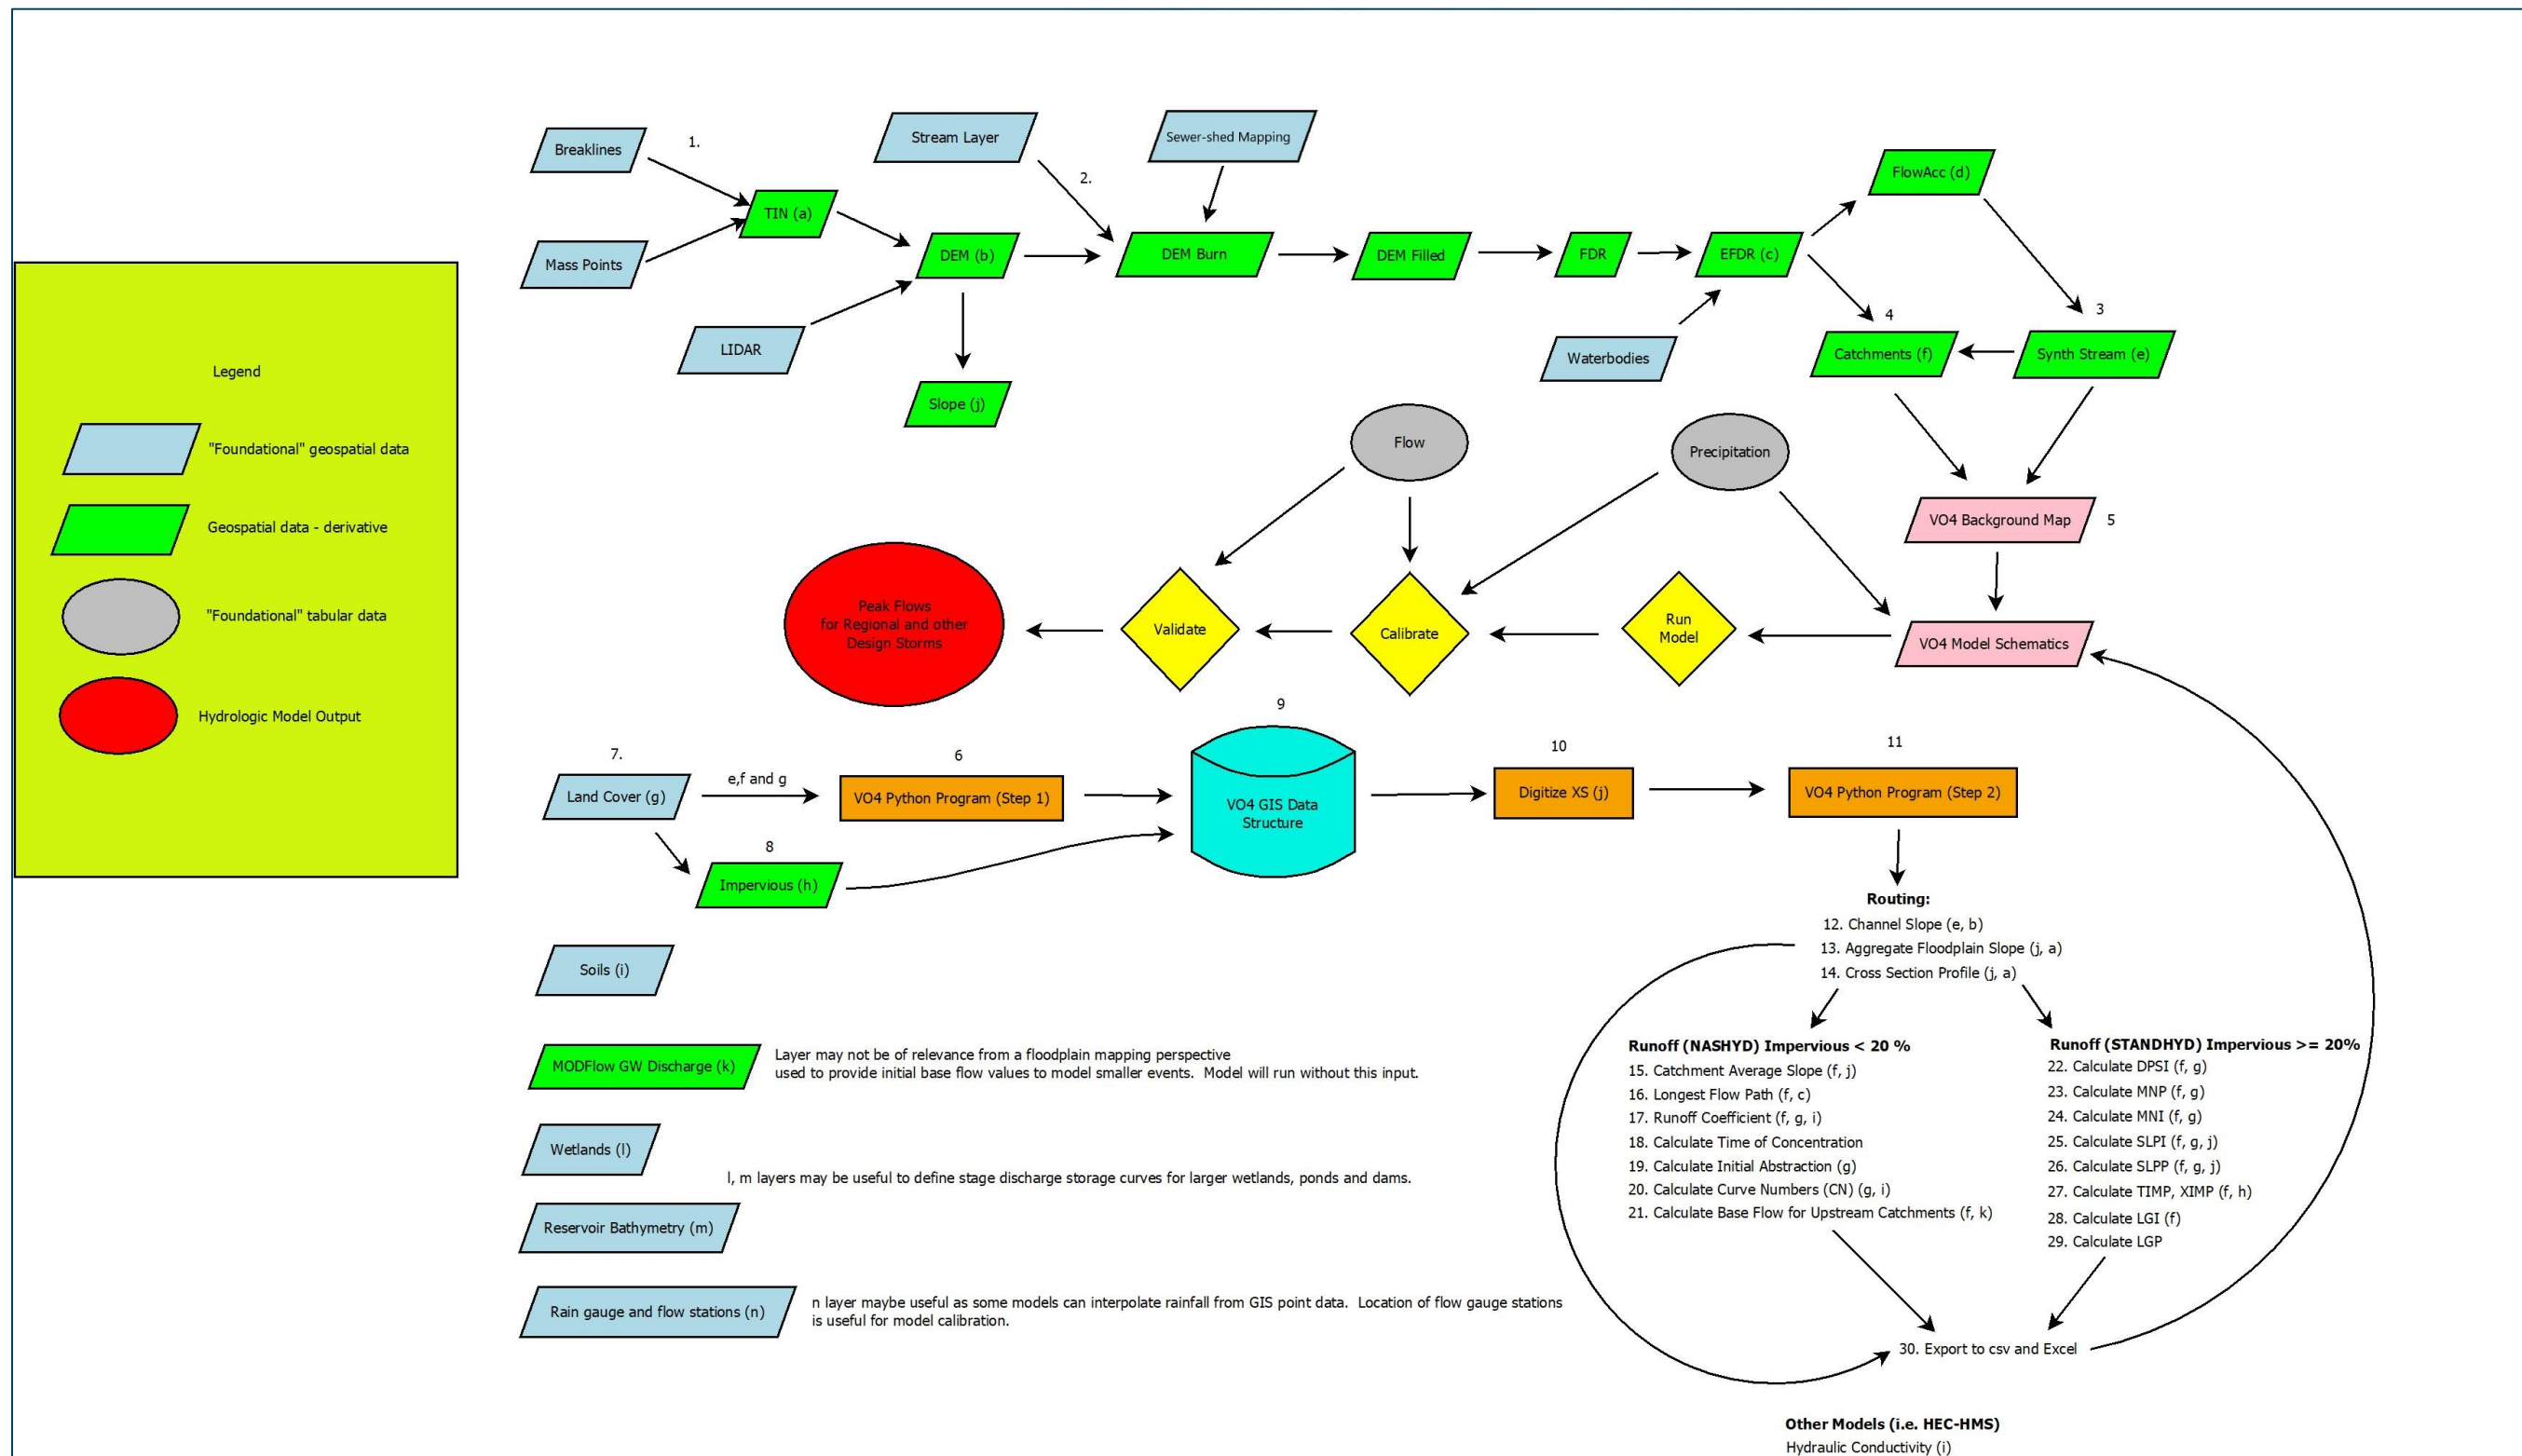 Breaklines
1.
Stream Layer
Sewer-shed Mapping
2.
FlowAcc (d)
TIN (a)
Mass Points
DEM (b)
DEM Burn
DEM Filled
FDR
EFDR (c)
LIDAR
Waterbodies
4
3
Catchments (f)
Synth Stream (e)
Slope (j)
Legend
"Foundational" geospatial data
Geospatial data - derivative
"Foundational" tabular data
Hydrologic Model Output
Flow
Precipitation
VO4 Background Map
5
Peak Flows
for Regional and other
Design Storms
Validate
Calibrate
Run
Model
VO4 Model Schematics
7.
Land Cover (g)
e,f and g
6
VO4 Python Program (Step 1)
9
VO4 GIS Data
Structure
10
Digitize XS (j)
11
VO4 Python Program (Step 2)
8
Impervious (h)
Routing:
12. Channel Slope (e, b)
13. Aggregate Floodplain Slope (j, a)
14. Cross Section Profile (j, a)
Soils (i)
MODFlow GW Discharge (k)
Layer may not be of relevance from a floodplain mapping perspective
used to provide initial base flow values to model smaller events. Model will run without this input.
Wetlands (l)
l, m layers may be useful to define stage discharge storage curves for larger wetlands, ponds and dams.
Reservoir Bathymetry (m)
Rain gauge and flow stations (n)
n layer maybe useful as some models can interpolate rainfall from GIS point data. Location of flow gauge stations
is useful for model calibration.
Runoff (NASHYD) Impervious < 20 %
15. Catchment Average Slope (f, j)
16. Longest Flow Path (f, c)
17. Runoff Coefficient (f, g, i)
18. Calculate Time of Concentration
19. Calculate Initial Abstraction (g)
20. Calculate Curve Numbers (CN) (g, i)
21. Calculate Base Flow for Upstream Catchments (f, k)
Runoff (STANDHYD) Impervious >= 20%
22. Calculate DPSI (f, g)
23. Calculate MNP (f, g)
24. Calculate MNI (f, g)
25. Calculate SLPI (f, g, j)
26. Calculate SLPP (f, g, j)
27. Calculate TIMP, XIMP (f, h)
28. Calculate LGI (f)
29. Calculate LGP
30. Export to csv and Excel
Other Models (i.e. HEC-HMS)
Hydraulic Conductivity (i)